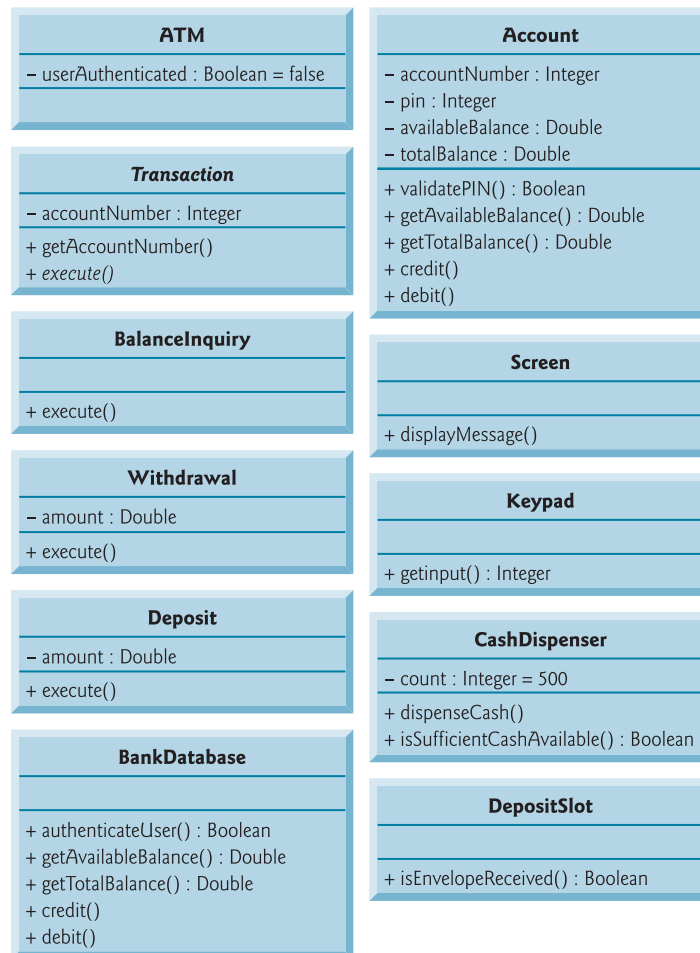 ATM
– userAuthenticated : Boolean = false
Transaction
– accountNumber : Integer
+ getAccountNumber()
+ execute()
BalanceInquiry
+ execute()
Withdrawal
– amount : Double
+ execute()
Deposit
– amount : Double
+ execute()
BankDatabase
+ authenticateUser() : Boolean
+ getAvailableBalance() : Double
+ getTotalBalance() : Double
+ credit()
+ debit()
Account
– accountNumber : Integer
– pin : Integer
– availableBalance : Double
– totalBalance : Double
+ validatePIN() : Boolean
+ getAvailableBalance() : Double
+ getTotalBalance() : Double
+ credit()
+ debit()
Screen
+ displayMessage()
Keypad
+ getinput() : Integer
CashDispenser
– count : Integer = 500
+ dispenseCash()
+ isSufficientCashAvailable() : Boolean
DepositSlot
+ isEnvelopeReceived() : Boolean